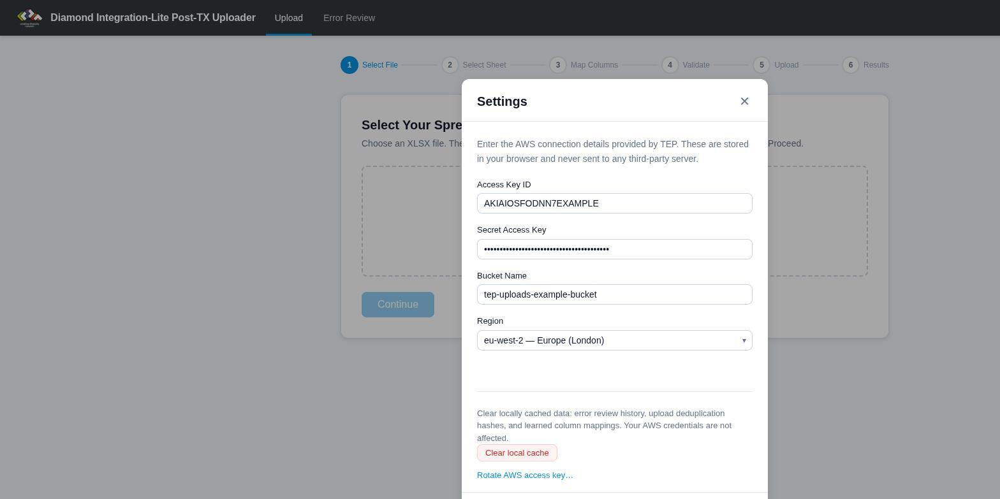 Diamond Integration-Lite Post-TX Uploader
Upload
Error Review
1 Select File
2 Select Sheet
3 Map Columns
4 Validate
5 Upload
6 Results
Settings
✕
Select Your Spre
Choose an XLSX file. The
Proceed.
Enter the AWS connection details provided by TEP. These are stored
in your browser and never sent to any third-party server.
Access Key ID
AKIAIOSFODNN7EXAMPLE
Secret Access Key
••••••••••••••••••••••••••••••••••••••••
Bucket Name
tep-uploads-example-bucket
Continue
Region
eu-west-2 — Europe (London)
Clear locally cached data: error review history, upload deduplication
hashes, and learned column mappings. Your AWS credentials are not
affected.
Clear local cache
Rotate AWS access key…